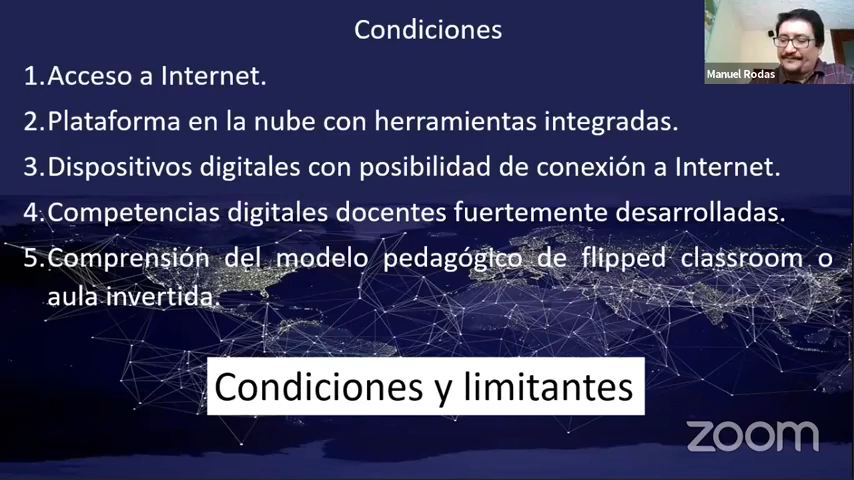 Condiciones
Manuel Rodas
1.Acceso a Internet.
2.Plataforma en la nube con herramientas integradas.
3.Dispositivos digitales con posibilidad de conexión a Internet.
4.Competencias digitales docentes fuertemente desarrolladas.
5.Comprensión del modelo pedagógico de flipped classroom o
aula invertida.
Condiciones y limitantes
zoom